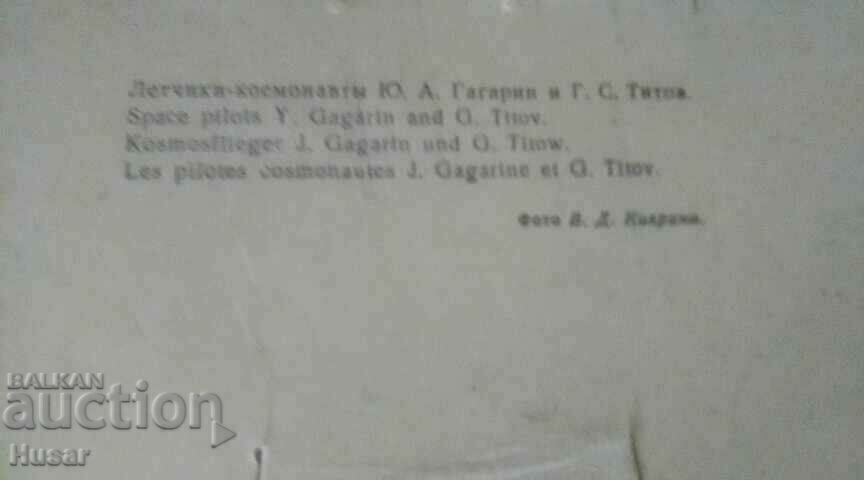 Летчики-космонавты Ю. А. Гагарин и Г. С. Титов.
Space pilots Y. Gagarin and G. Titov.
Kosmosflieger J. Gagarin und G. Titow.
Les pilotes cosmonautes J. Gagarine et G. Titov.
Фото В. Д.
BALKAN
auction
Husar